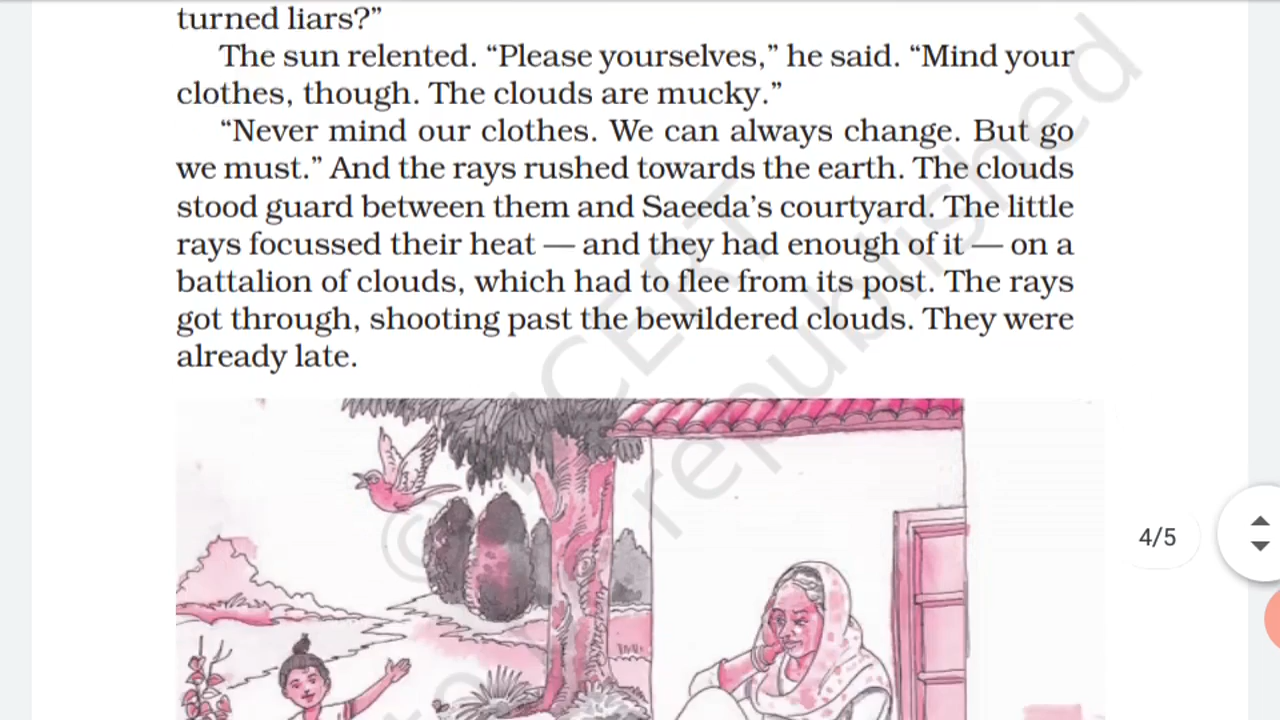 turned liars?”
The sun relented. “Please yourselves,” he said. “Mind your
clothes, though. The clouds are mucky.”
“Never mind our clothes. We can always change. But go
we must.” And the rays rushed towards the earth. The clouds
stood guard between them and Saeeda’s courtyard. The little
rays focussed their heat — and they had enough of it — on a
battalion of clouds, which had to flee from its post. The rays
got through, shooting past the bewildered clouds. They were
already late.
4/5
© NCERT
republished